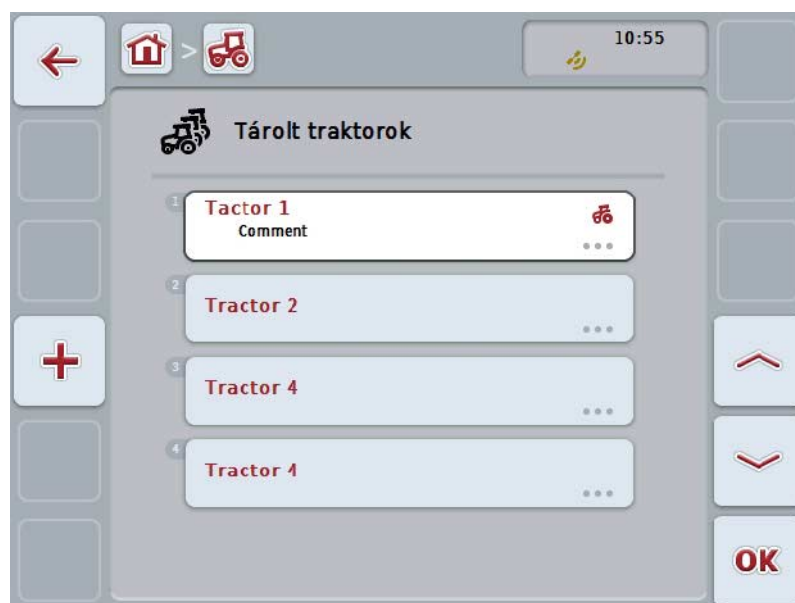 10:55
Tárolt traktorok
1
Tactor 1
Comment
2
Tractor 2
3
Tractor 4
4
Tractor 4
OK